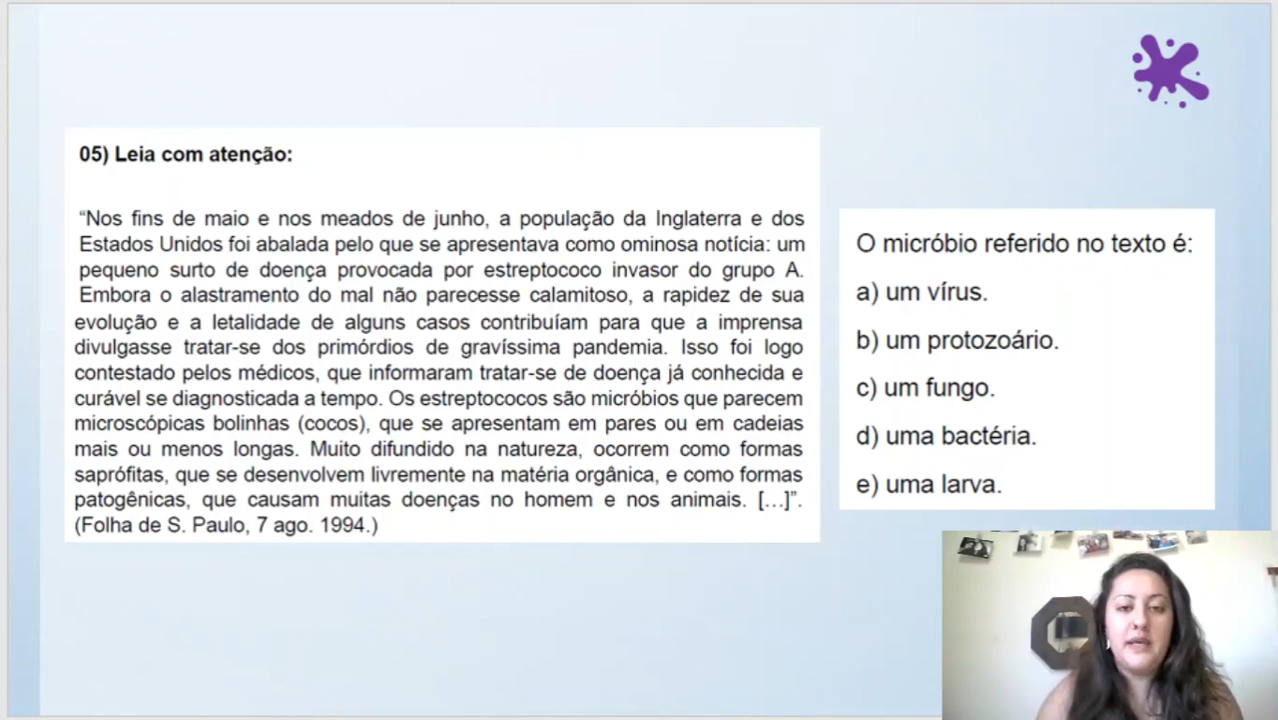 05) Leia com atenção:
“Nos fins de maio e nos meados de junho, a população da Inglaterra e dos
Estados Unidos foi abalada pelo que se apresentava como ominosa notícia: um
pequeno surto de doença provocada por estreptococo invasor do grupo A.
Embora o alastramento do mal não parecesse calamitoso, a rapidez de sua
evolução e a letalidade de alguns casos contribuíam para que a imprensa
divulgasse tratar-se dos primórdios de gravíssima pandemia. Isso foi logo
contestado pelos médicos, que informaram tratar-se de doença já conhecida e
curável se diagnosticada a tempo. Os estreptococos são micróbios que parecem
microscópicas bolinhas (cocos), que se apresentam em pares ou em cadeias
mais ou menos longas. Muito difundido na natureza, ocorrem como formas
saprófitas, que se desenvolvem livremente na matéria orgânica, e como formas
patogênicas, que causam muitas doenças no homem e nos animais. [...]”.
(Folha de S. Paulo, 7 ago. 1994.)
O micróbio referido no texto é:
a) um vírus.
b) um protozoário.
c) um fungo.
d) uma bactéria.
e) uma larva.